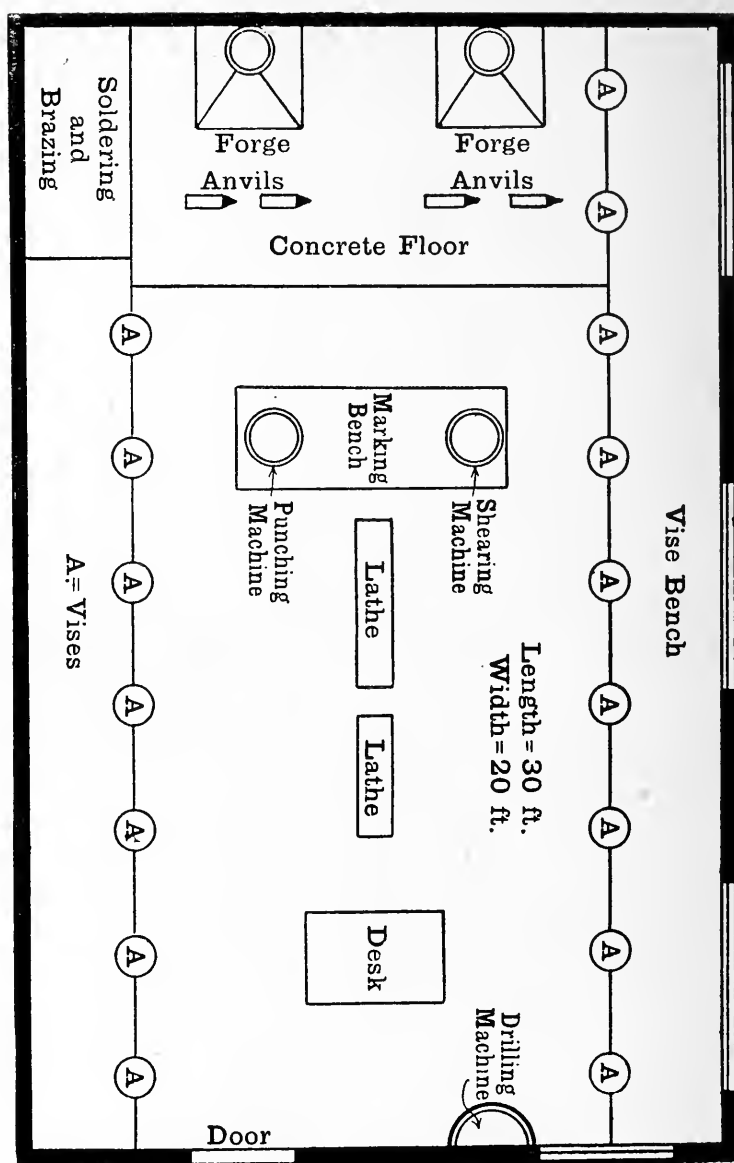 Soldering
and
Brazing
Forge
Forge
Anvils
Anvils
Concrete Floor
A
A
A
A
A
A
A
A
A
Vise Bench
Marking
Bench
Punching
Machine
Shearing
Machine
Lathe
Lathe
Length = 30 ft.
Width = 20 ft.
A
A
A
A
A
A
A
A = Vises
Desk
Drilling
Machine
Door